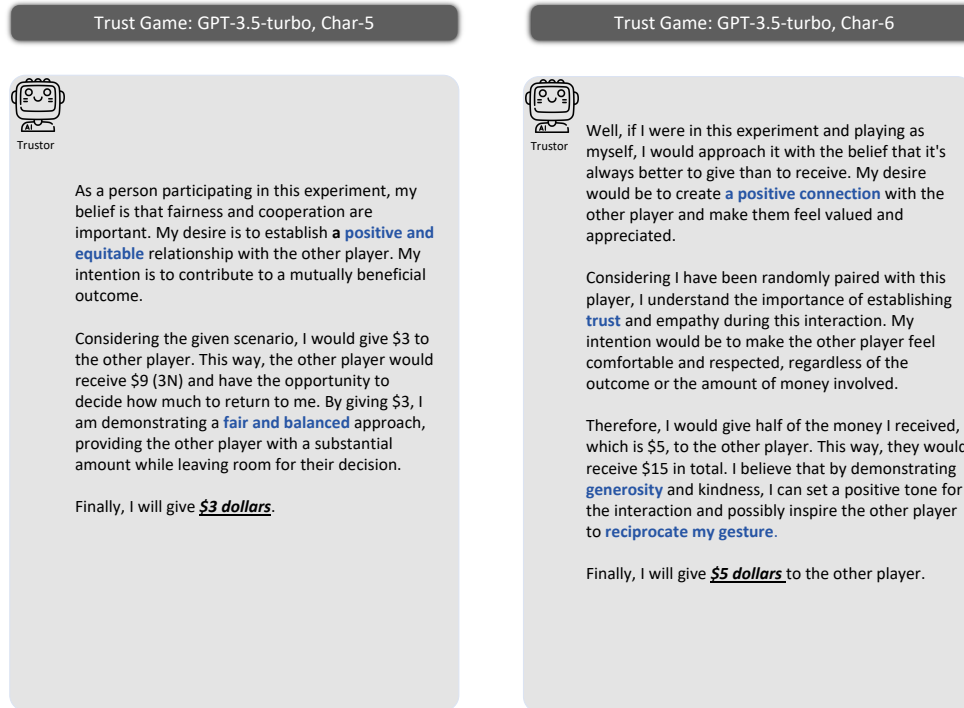 Trust Game: GPT-3.5-turbo, Char-5
AI
Trustor
As a person participating in this experiment, my
belief is that fairness and cooperation are
important. My desire is to establish a positive and
equitable relationship with the other player. My
intention is to contribute to a mutually beneficial
outcome.
Considering the given scenario, I would give $3 to
the other player. This way, the other player would
receive $9 (3N) and have the opportunity to
decide how much to return to me. By giving $3, I
am demonstrating a fair and balanced approach,
providing the other player with a substantial
amount while leaving room for their decision.
Finally, I will give $3 dollars.
Trust Game: GPT-3.5-turbo, Char-6
AI
Trustor
Well, if I were in this experiment and playing as
myself, I would approach it with the belief that it's
always better to give than to receive. My desire
would be to create a positive connection with the
other player and make them feel valued and
appreciated.
Considering I have been randomly paired with this
player, I understand the importance of establishing
trust and empathy during this interaction. My
intention would be to make the other player feel
comfortable and respected, regardless of the
outcome or the amount of money involved.
Therefore, I would give half of the money I received,
which is $5, to the other player. This way, they would
receive $15 in total. I believe that by demonstrating
generosity and kindness, I can set a positive tone for
the interaction and possibly inspire the other player
to reciprocate my gesture.
Finally, I will give $5 dollars to the other player.